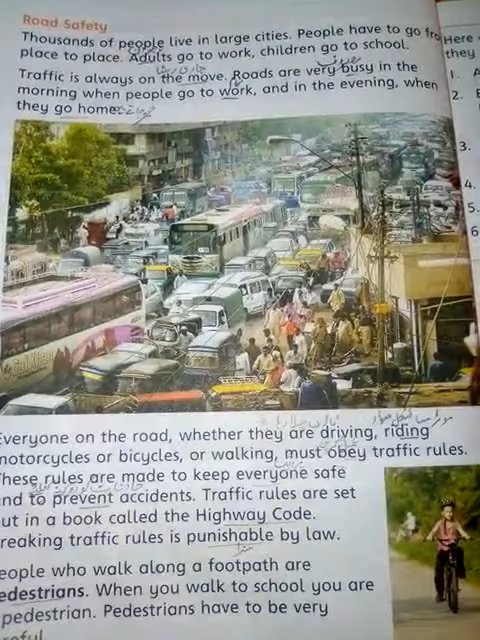 Road Safety
Thousands of people live in large cities. People have to go fro
place to place. Adults go to work, children go to school.
Traffic is always on the move. Roads are very busy in the
morning when people go to work, and in the evening, when
they go home.
Everyone on the road, whether they are driving, riding
motorcycles or bicycles, or walking, must obey traffic rules.
These rules are made to keep everyone safe
and to prevent accidents. Traffic rules are set
out in a book called the Highway Code.
reaking traffic rules is punishable by law.
eople who walk along a footpath are
edestrians. When you walk to school you are
pedestrian. Pedestrians have to be very
reful
Here
they
1. A
2.
3.
4.
5.
6